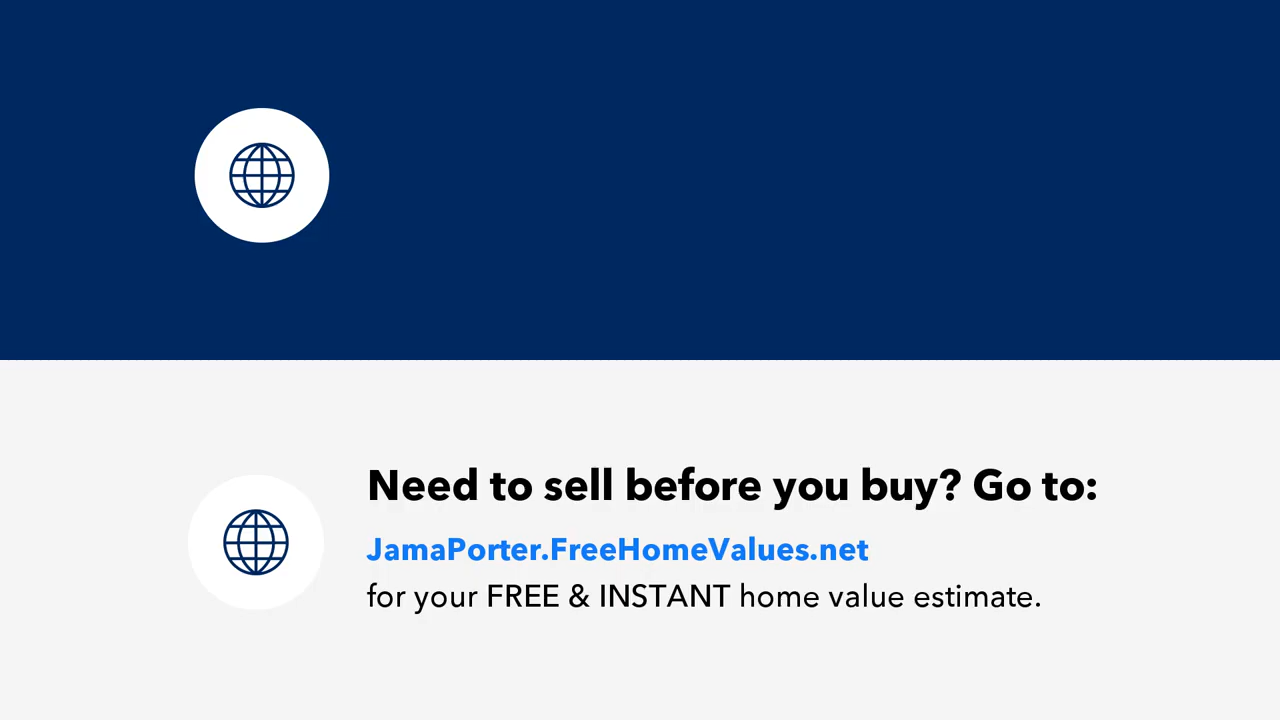 Need to sell before you buy? Go to:
JamaPorter.FreeHomeValues.net
for your FREE & INSTANT home value estimate.